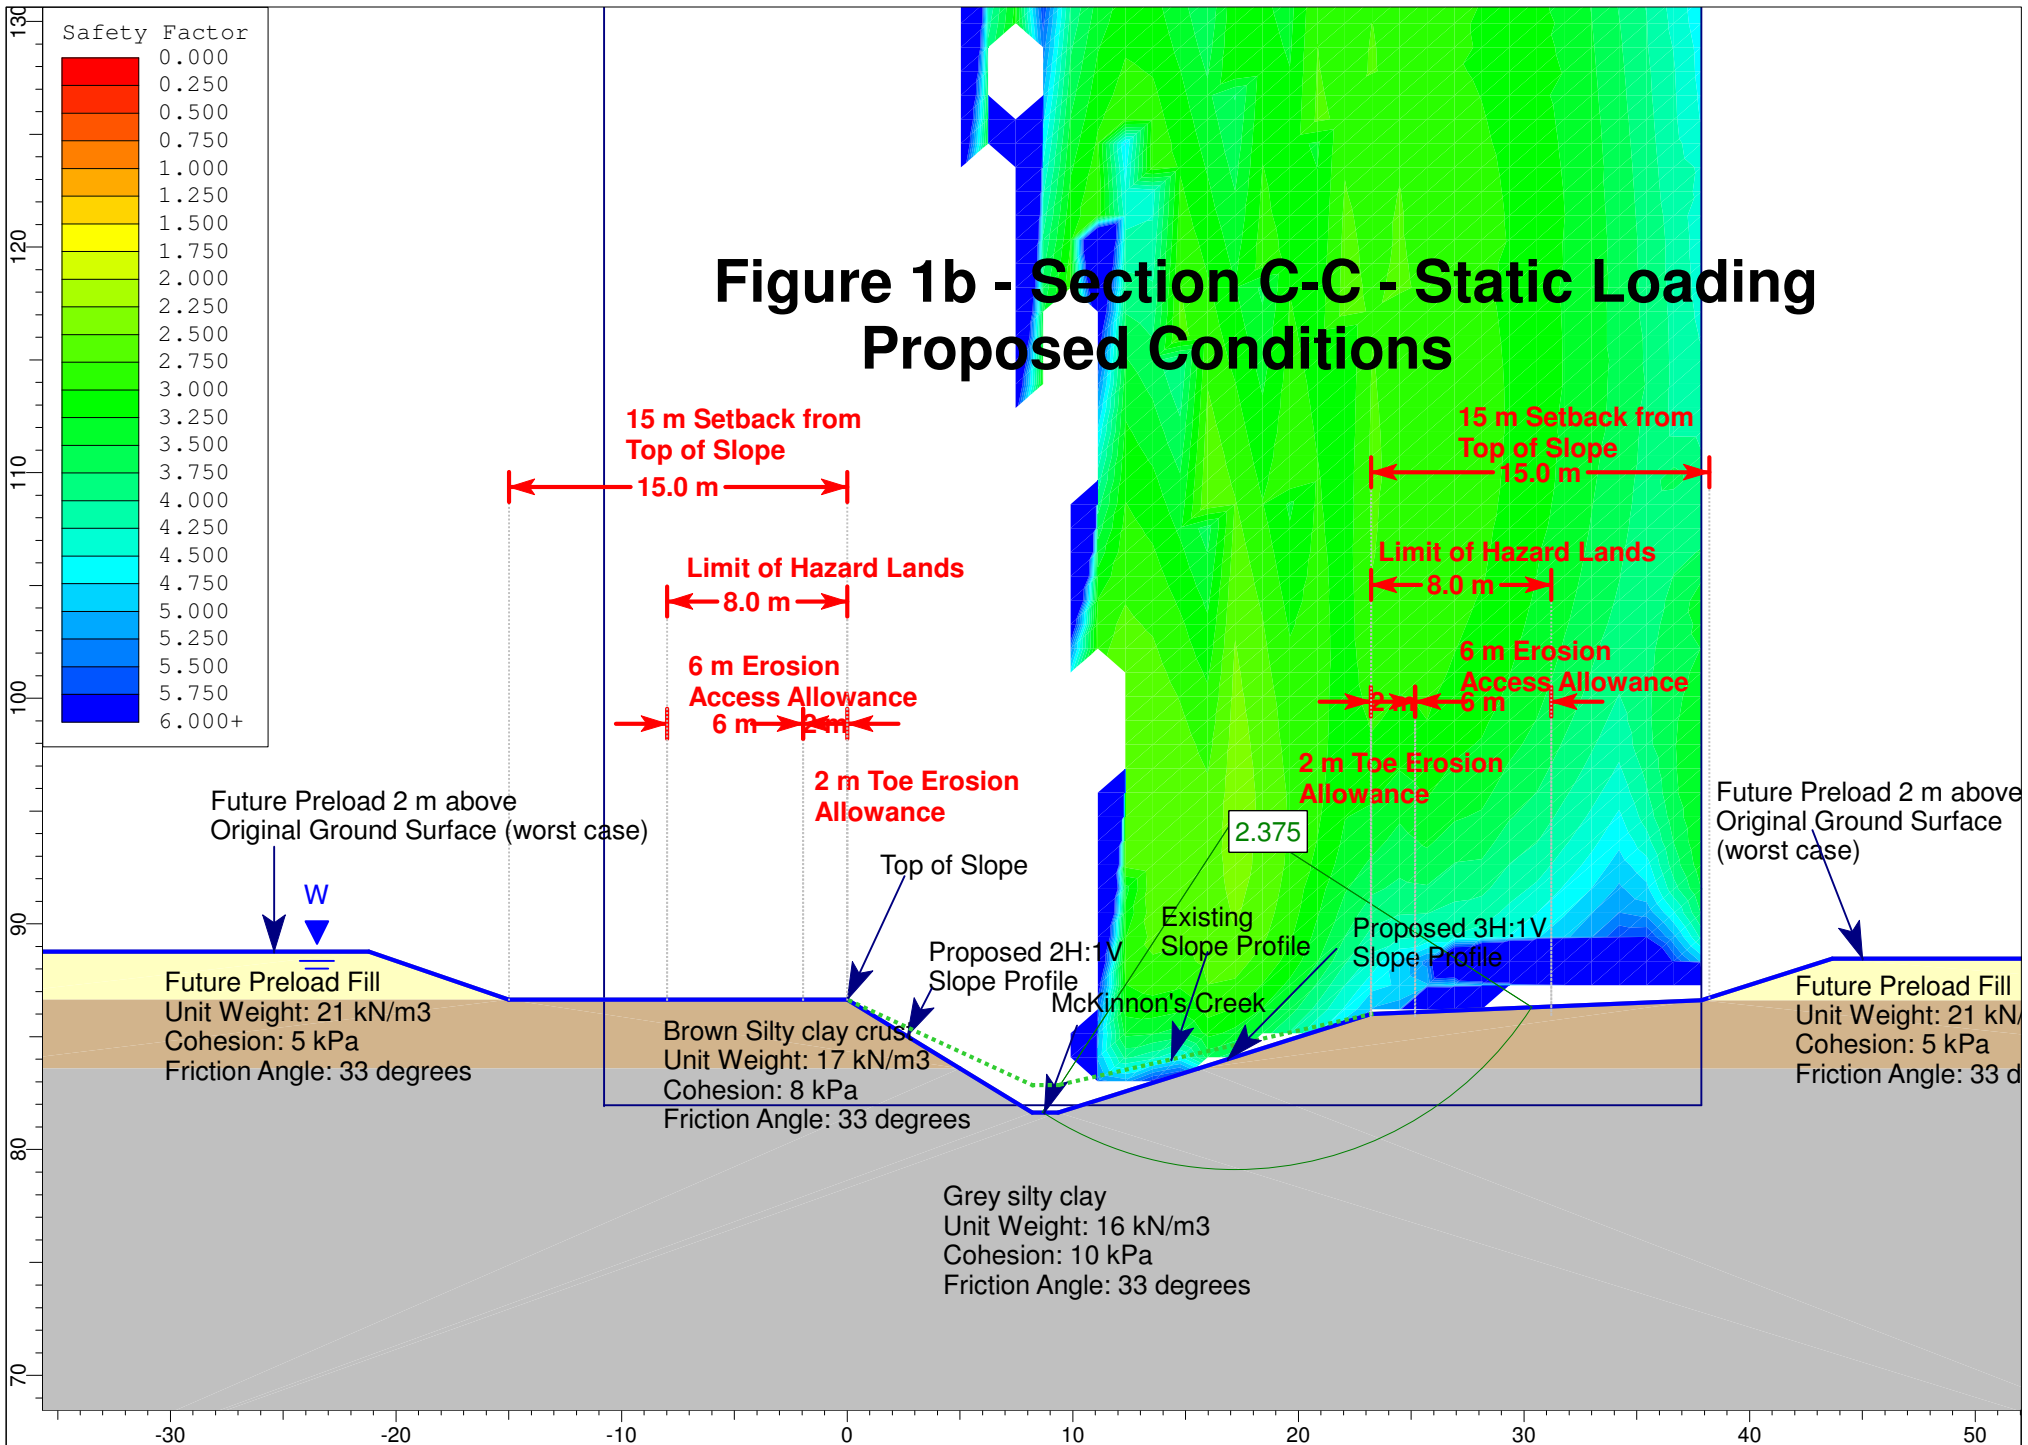 Safety Factor
0.000
0.250
0.500
0.750
1.000
1.250
1.500
1.750
2.000
2.250
2.500
2.750
3.000
3.250
3.500
3.750
4.000
4.250
4.500
4.750
5.000
5.250
5.500
5.750
6.000+
Figure 1b - Section C-C - Static Loading
Proposed Conditions
15 m Setback from
Top of Slope
15.0 m
15 m Setback from
Top of Slope
15.0 m
Limit of Hazard Lands
8.0 m
Limit of Hazard Lands
8.0 m
6 m Erosion
Access Allowance
6 m
2 m
6 m Erosion
Access Allowance
2 m
6 m
2 m Toe Erosion
Allowance
2 m Toe Erosion
Allowance
Future Preload 2 m above
Original Ground Surface (worst case)
W
Future Preload 2 m above
Original Ground Surface
(worst case)
2.375
Top of Slope
Existing
Slope Profile
Proposed 3H:1V
Slope Profile
Proposed 2H:1V
Slope Profile
McKinnon's Creek
Future Preload Fill
Unit Weight: 21 kN/m3
Cohesion: 5 kPa
Friction Angle: 33 degrees
Brown Silty clay crust
Unit Weight: 17 kN/m3
Cohesion: 8 kPa
Friction Angle: 33 degrees
Future Preload Fill
Unit Weight: 21 kN/
Cohesion: 5 kPa
Friction Angle: 33 d
Grey silty clay
Unit Weight: 16 kN/m3
Cohesion: 10 kPa
Friction Angle: 33 degrees
130
120
110
100
90
80
70
-30
-20
-10
0
10
20
30
40
50